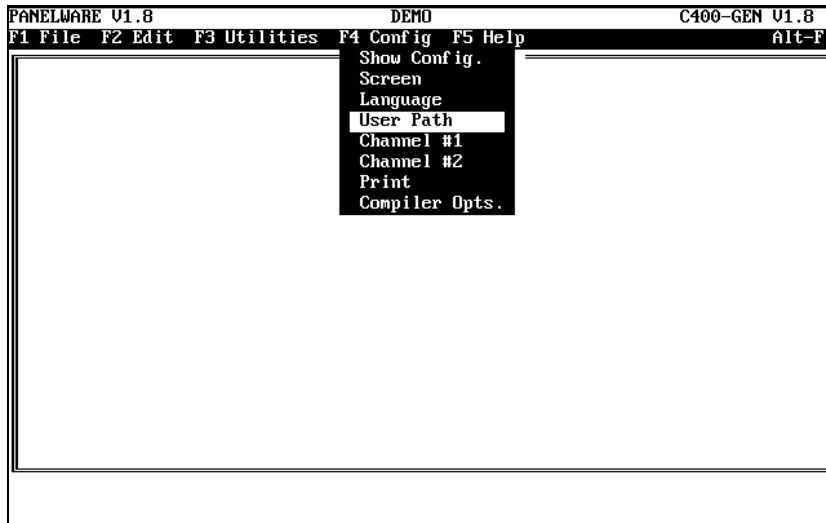 PANELWARE V1.8 DEMO C400-GEN V1.8
F1 File F2 Edit F3 Utilities F4 Config F5 Help Alt-F
Show Config.
Screen
Language
User Path
Channel #1
Channel #2
Print
Compiler Opts.